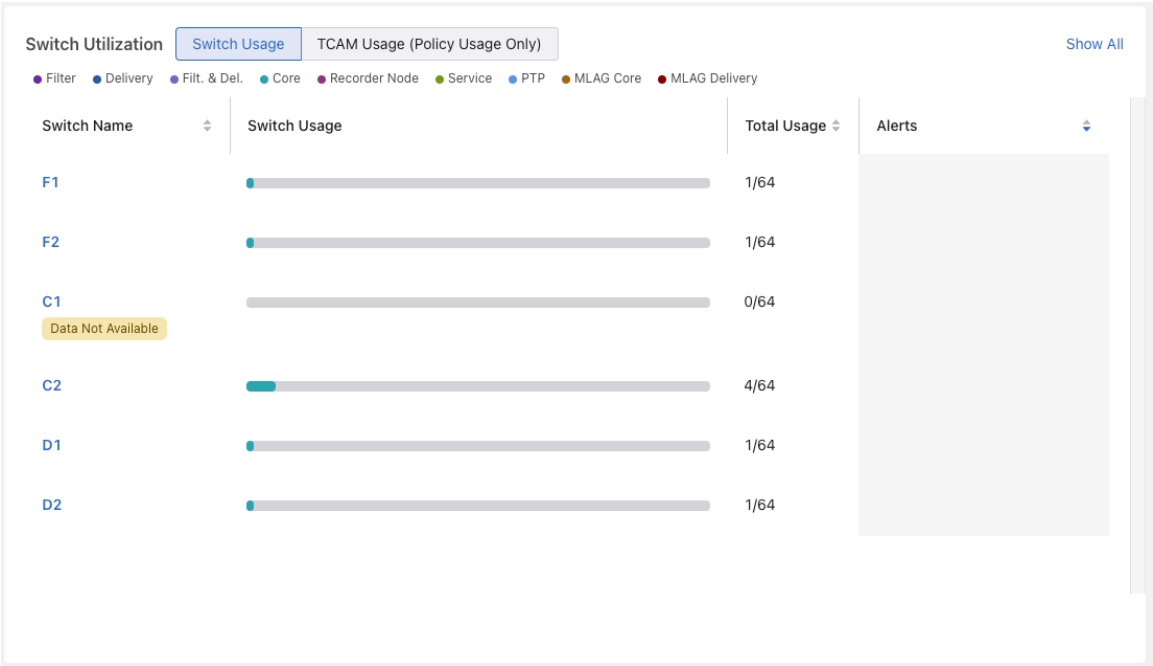 Switch Utilization Switch Usage TCAM Usage (Policy Usage Only) Show All
Filter Delivery Filt. & Del. Core Recorder Node Service PTP MLAG Core MLAG Delivery
Switch Name Switch Usage Total Usage Alerts
F1 1/64
F2 1/64
C1 0/64
Data Not Available
C2 4/64
D1 1/64
D2 1/64